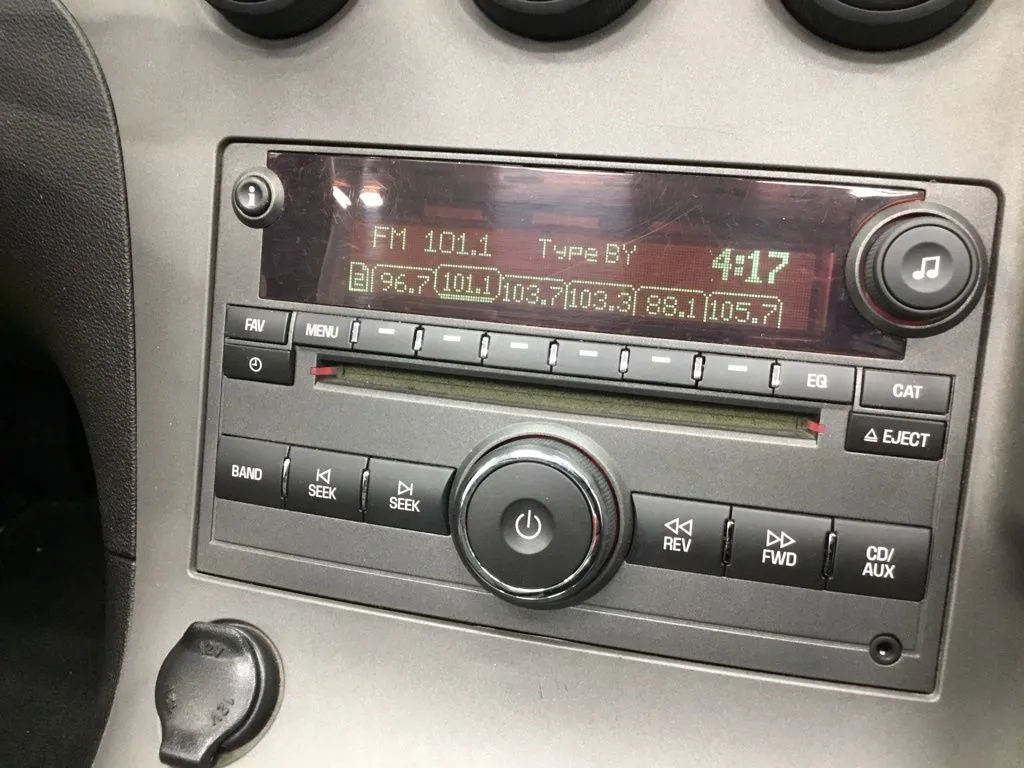 i
FM 101.1 Type BY 4:17
2 96.7 101.1 103.7 103.3 88.1 105.7
FAV MENU EQ CAT
EJECT
BAND SEEK SEEK REV FWD CD/
AUX
12V